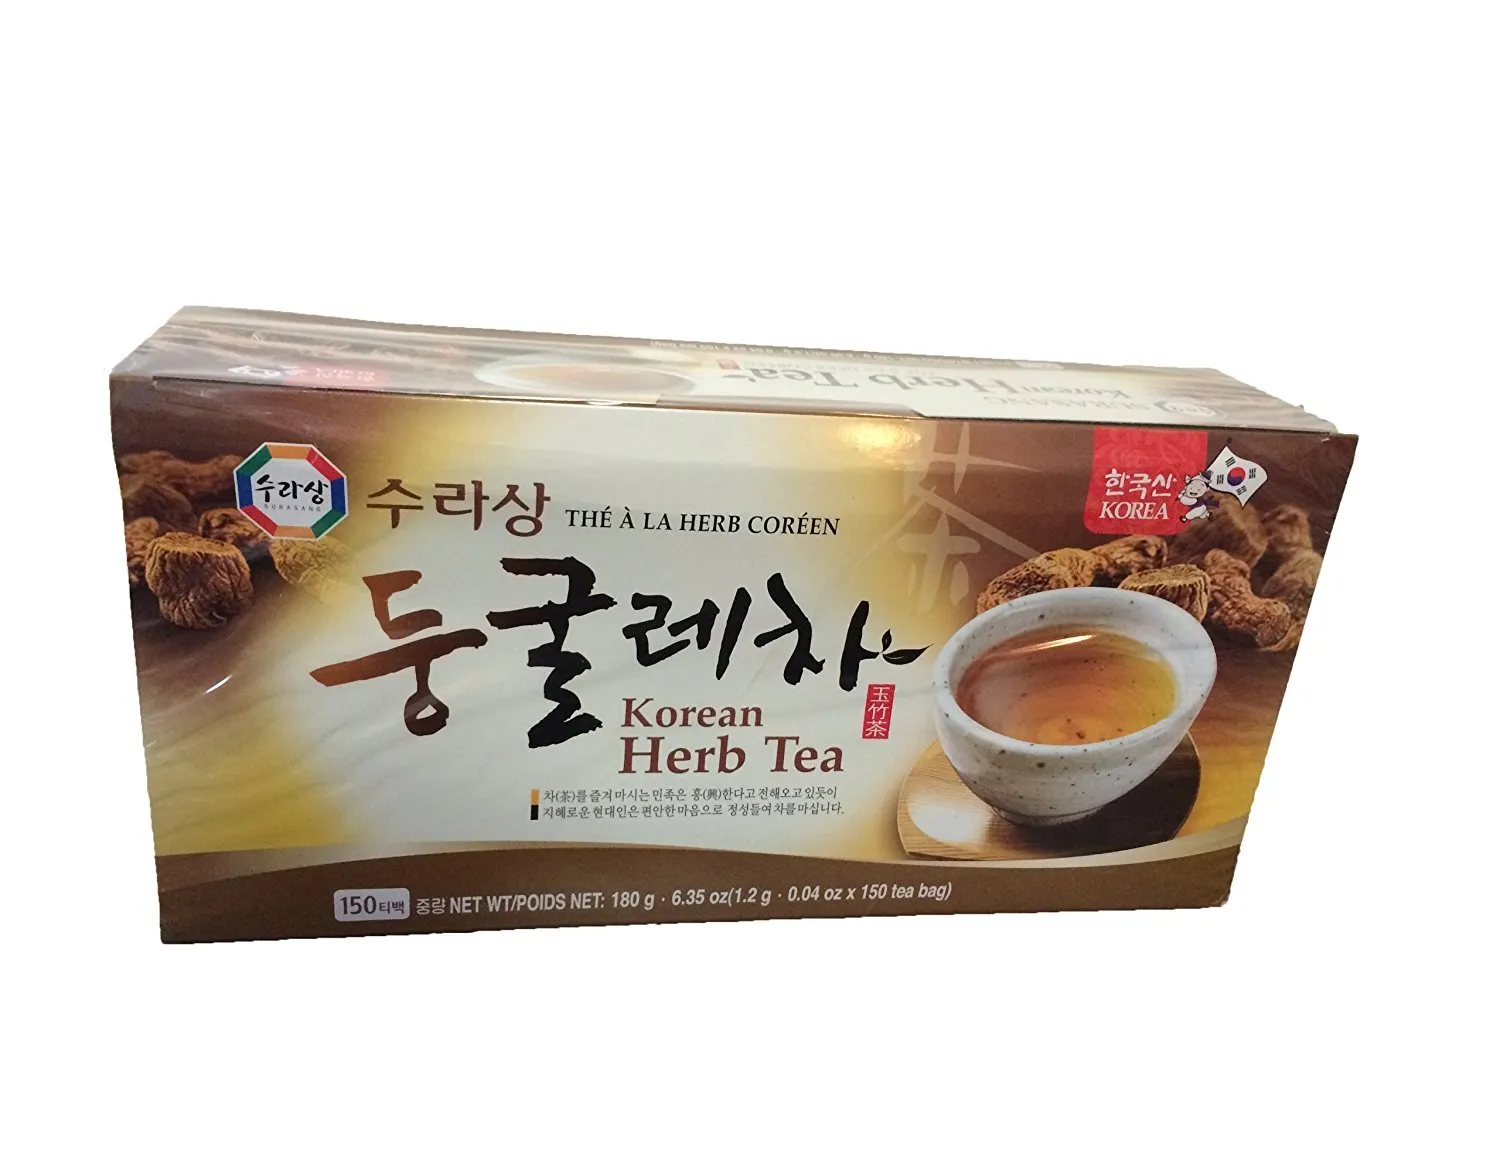 Korean Herb Tea
수라상
SURASANG
수라상 THÉ À LA HERB CORÉEN
한국산
KOREA
茶
둥굴레차
玉竹茶
Korean
Herb Tea
차(茶)를 즐겨 마시는 민족은 흥(興)한다고 전해오고 있듯이
지혜로운 현대인은 편안한 마음으로 정성들여 차를 마십니다.
150티백 중량 NET WT/POIDS NET: 180 g · 6.35 oz(1.2 g · 0.04 oz x 150 tea bag)